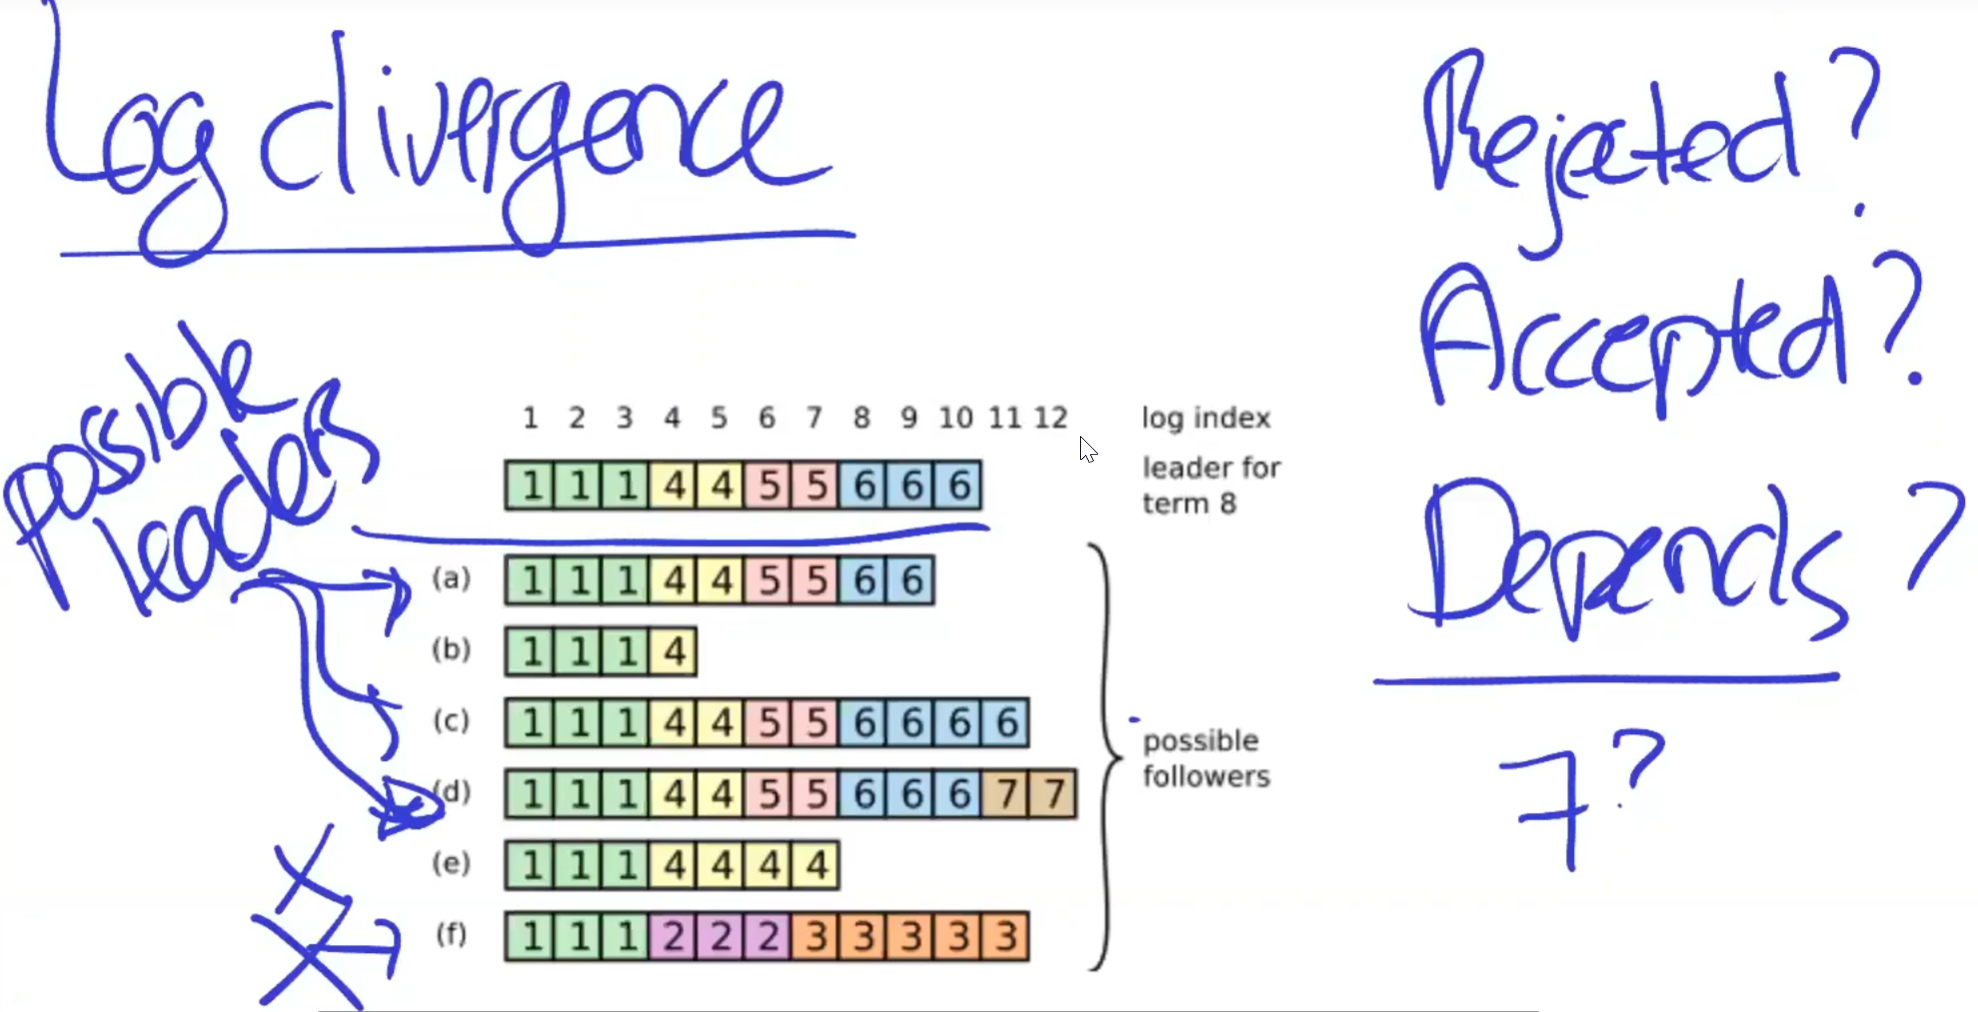 Log divergence
Rejected?
Accepted?
Depends?
7?
possible
leaders
1 2 3 4 5 6 7 8 9 10 11 12 log index
1 1 1 4 4 5 5 6 6 6 leader for
term 8
(a) 1 1 1 4 4 5 5 6 6
(b) 1 1 1 4
(c) 1 1 1 4 4 5 5 6 6 6 6
(d) 1 1 1 4 4 5 5 6 6 6 7 7
(e) 1 1 1 4 4 4 4
(f) 1 1 1 2 2 2 3 3 3 3 3
possible
followers